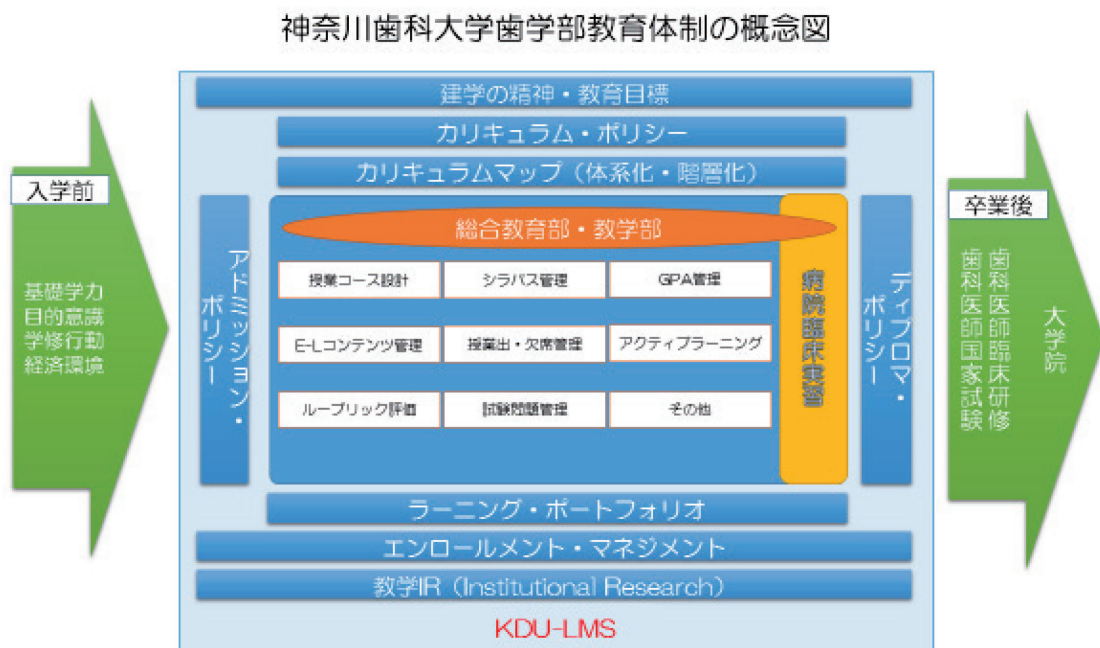 神奈川歯科大学歯学部教育体制の概念図
建学の精神・教育目標
カリキュラム・ポリシー
カリキュラムマップ（体系化・階層化）
入学前
基礎学力
目的意識
学修行動
経済環境
アドミッション・
ポリシー
総合教育部・教学部
授業コース設計
シラバス管理
GPA管理
E-Lコンテンツ管理
授業出・欠席管理
アクティブラーニング
ルーブリック評価
試験問題管理
その他
病院臨床実習
ディプロマ・
ポリシー
卒業後
大学院
歯科医師臨床研修
歯科医師国家試験
ラーニング・ポートフォリオ
エンロールメント・マネジメント
教学IR（Institutional Research）
KDU-LMS